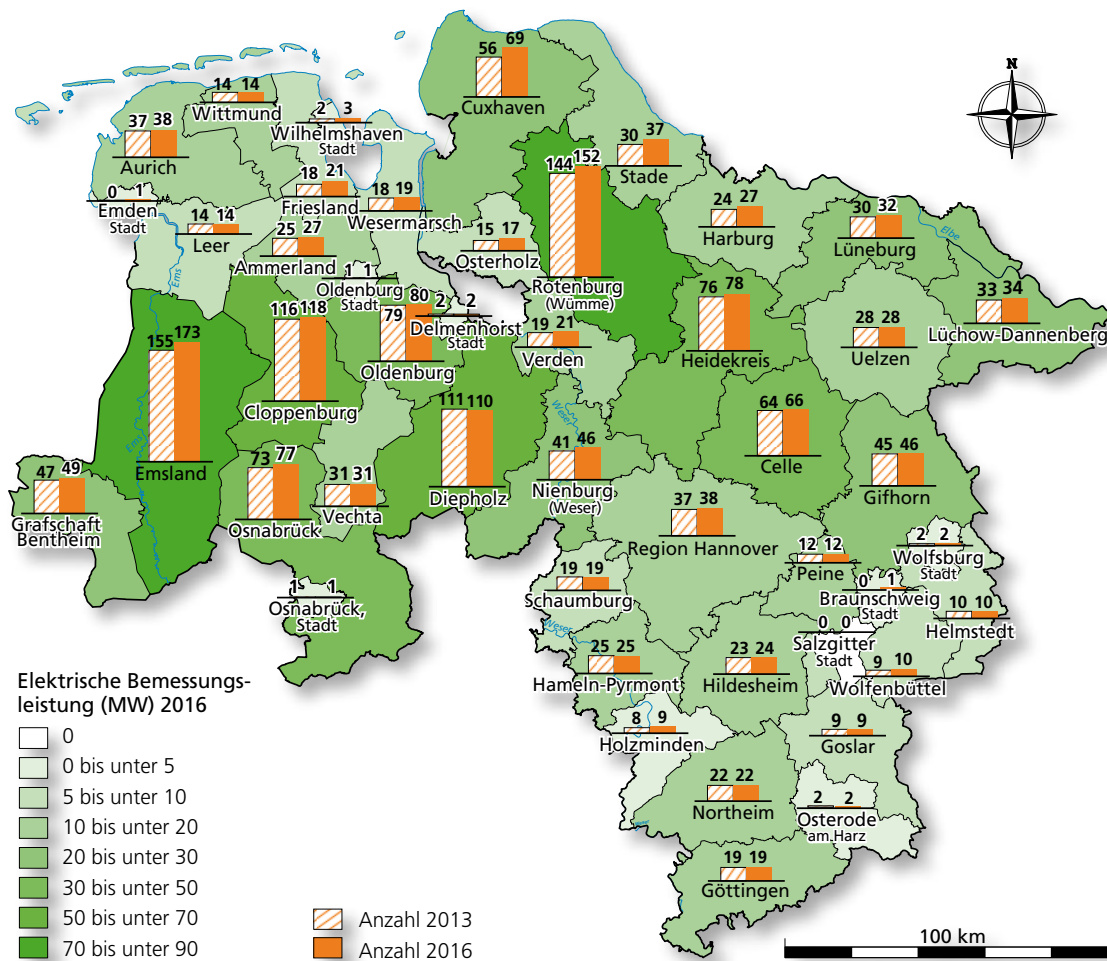 N
56 69
Cuxhaven
14 14
Wittmund
2 3
Wilhelmshaven
Stadt
37 38
Aurich
30 37
Stade
144 152
Rotenburg
(Wümme)
0 1
Emden
Stadt
18 21
Friesland
18 19
Wesermarsch
24 27
Harburg
30 32
Lüneburg
Elbe
14 14
Leer
25 27
Ammerland
15 17
Osterholz
Ems
1 1
Oldenburg
Stadt
76 78
Heidekreis
33 34
Lüchow-Dannenberg
116 118
Cloppenburg
79 80
Oldenburg
2 2
Delmenhorst
Stadt
19 21
Verden
28 28
Uelzen
155 173
Emsland
Ems
111 110
Diepholz
Weser
64 66
Celle
41 46
Nienburg
(Weser)
45 46
Gifhorn
47 49
Grafschaft
Bentheim
73 77
Osnabrück
31 31
Vechta
37 38
Region Hannover
12 12
Peine
2 2
Wolfsburg
Stadt
1 1
Osnabrück,
Stadt
19 19
Schaumburg
0 1
Braunschweig
Stadt
10 10
Helmstedt
0 0
Salzgitter
Stadt
Weser
25 25
Hameln-Pyrmont
23 24
Hildesheim
9 10
Wolfenbüttel
8 9
Holzminden
9 9
Goslar
22 22
Northeim
2 2
Osterode
am Harz
19 19
Göttingen
Elektrische Bemessungs-
leistung (MW) 2016
0
0 bis unter 5
5 bis unter 10
10 bis unter 20
20 bis unter 30
30 bis unter 50
50 bis unter 70
70 bis unter 90
Anzahl 2013
Anzahl 2016
100 km